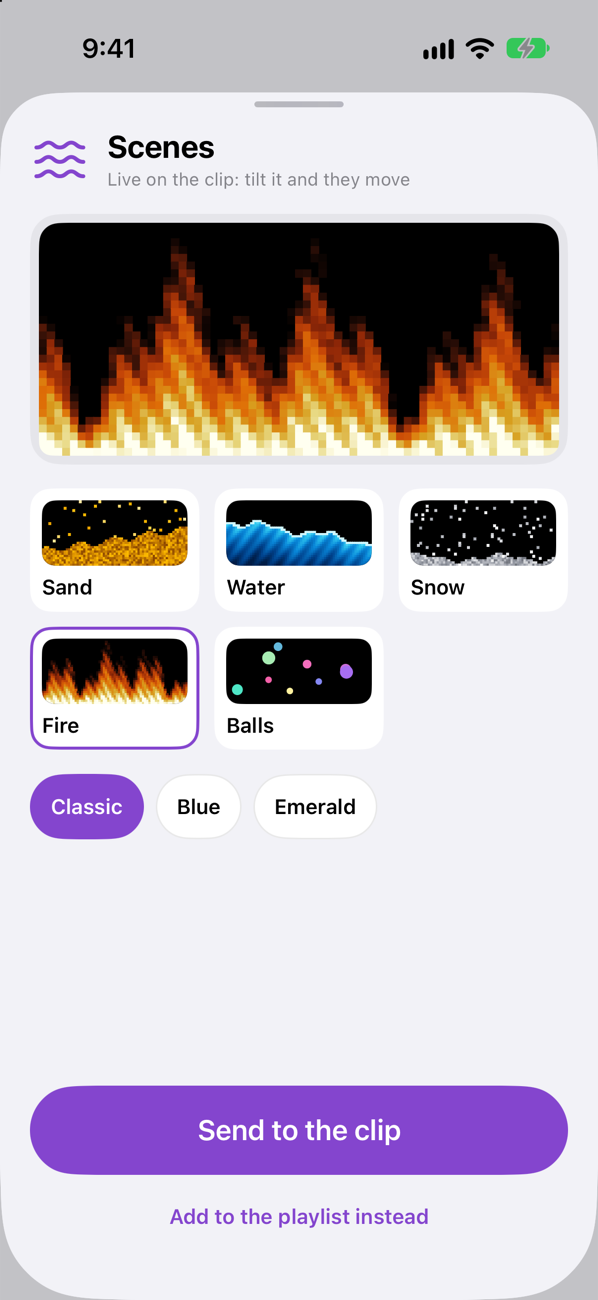 9:41
Scenes
Live on the clip: tilt it and they move
Sand
Water
Snow
Fire
Balls
Classic
Blue
Emerald
Send to the clip
Add to the playlist instead